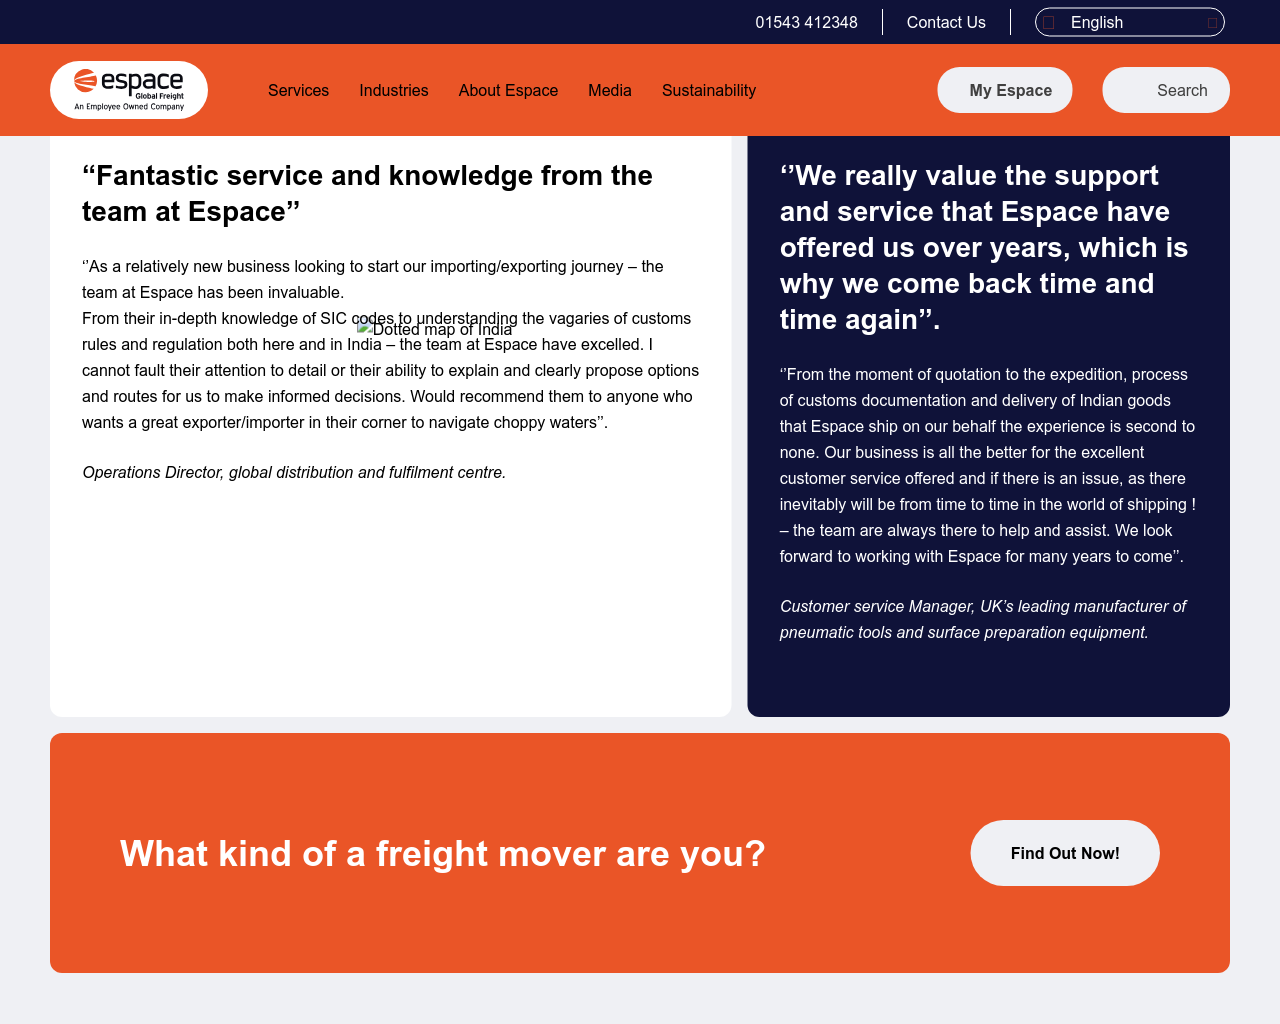 01543 412348
Contact Us
English
espace
Global Freight
An Employee Owned Company
Services
Industries
About Espace
Media
Sustainability
My Espace
Search
“Fantastic service and knowledge from the
team at Espace”
‘’As a relatively new business looking to start our importing/exporting journey – the
team at Espace has been invaluable.
From their in-depth knowledge of SIC codes to understanding the vagaries of customs
Dotted map of India
rules and regulation both here and in India – the team at Espace have excelled. I
cannot fault their attention to detail or their ability to explain and clearly propose options
and routes for us to make informed decisions. Would recommend them to anyone who
wants a great exporter/importer in their corner to navigate choppy waters’’.
Operations Director, global distribution and fulfilment centre.
‘’We really value the support
and service that Espace have
offered us over years, which is
why we come back time and
time again’’.
‘’From the moment of quotation to the expedition, process
of customs documentation and delivery of Indian goods
that Espace ship on our behalf the experience is second to
none. Our business is all the better for the excellent
customer service offered and if there is an issue, as there
inevitably will be from time to time in the world of shipping !
– the team are always there to help and assist. We look
forward to working with Espace for many years to come’’.
Customer service Manager, UK’s leading manufacturer of
pneumatic tools and surface preparation equipment.
What kind of a freight mover are you?
Find Out Now!